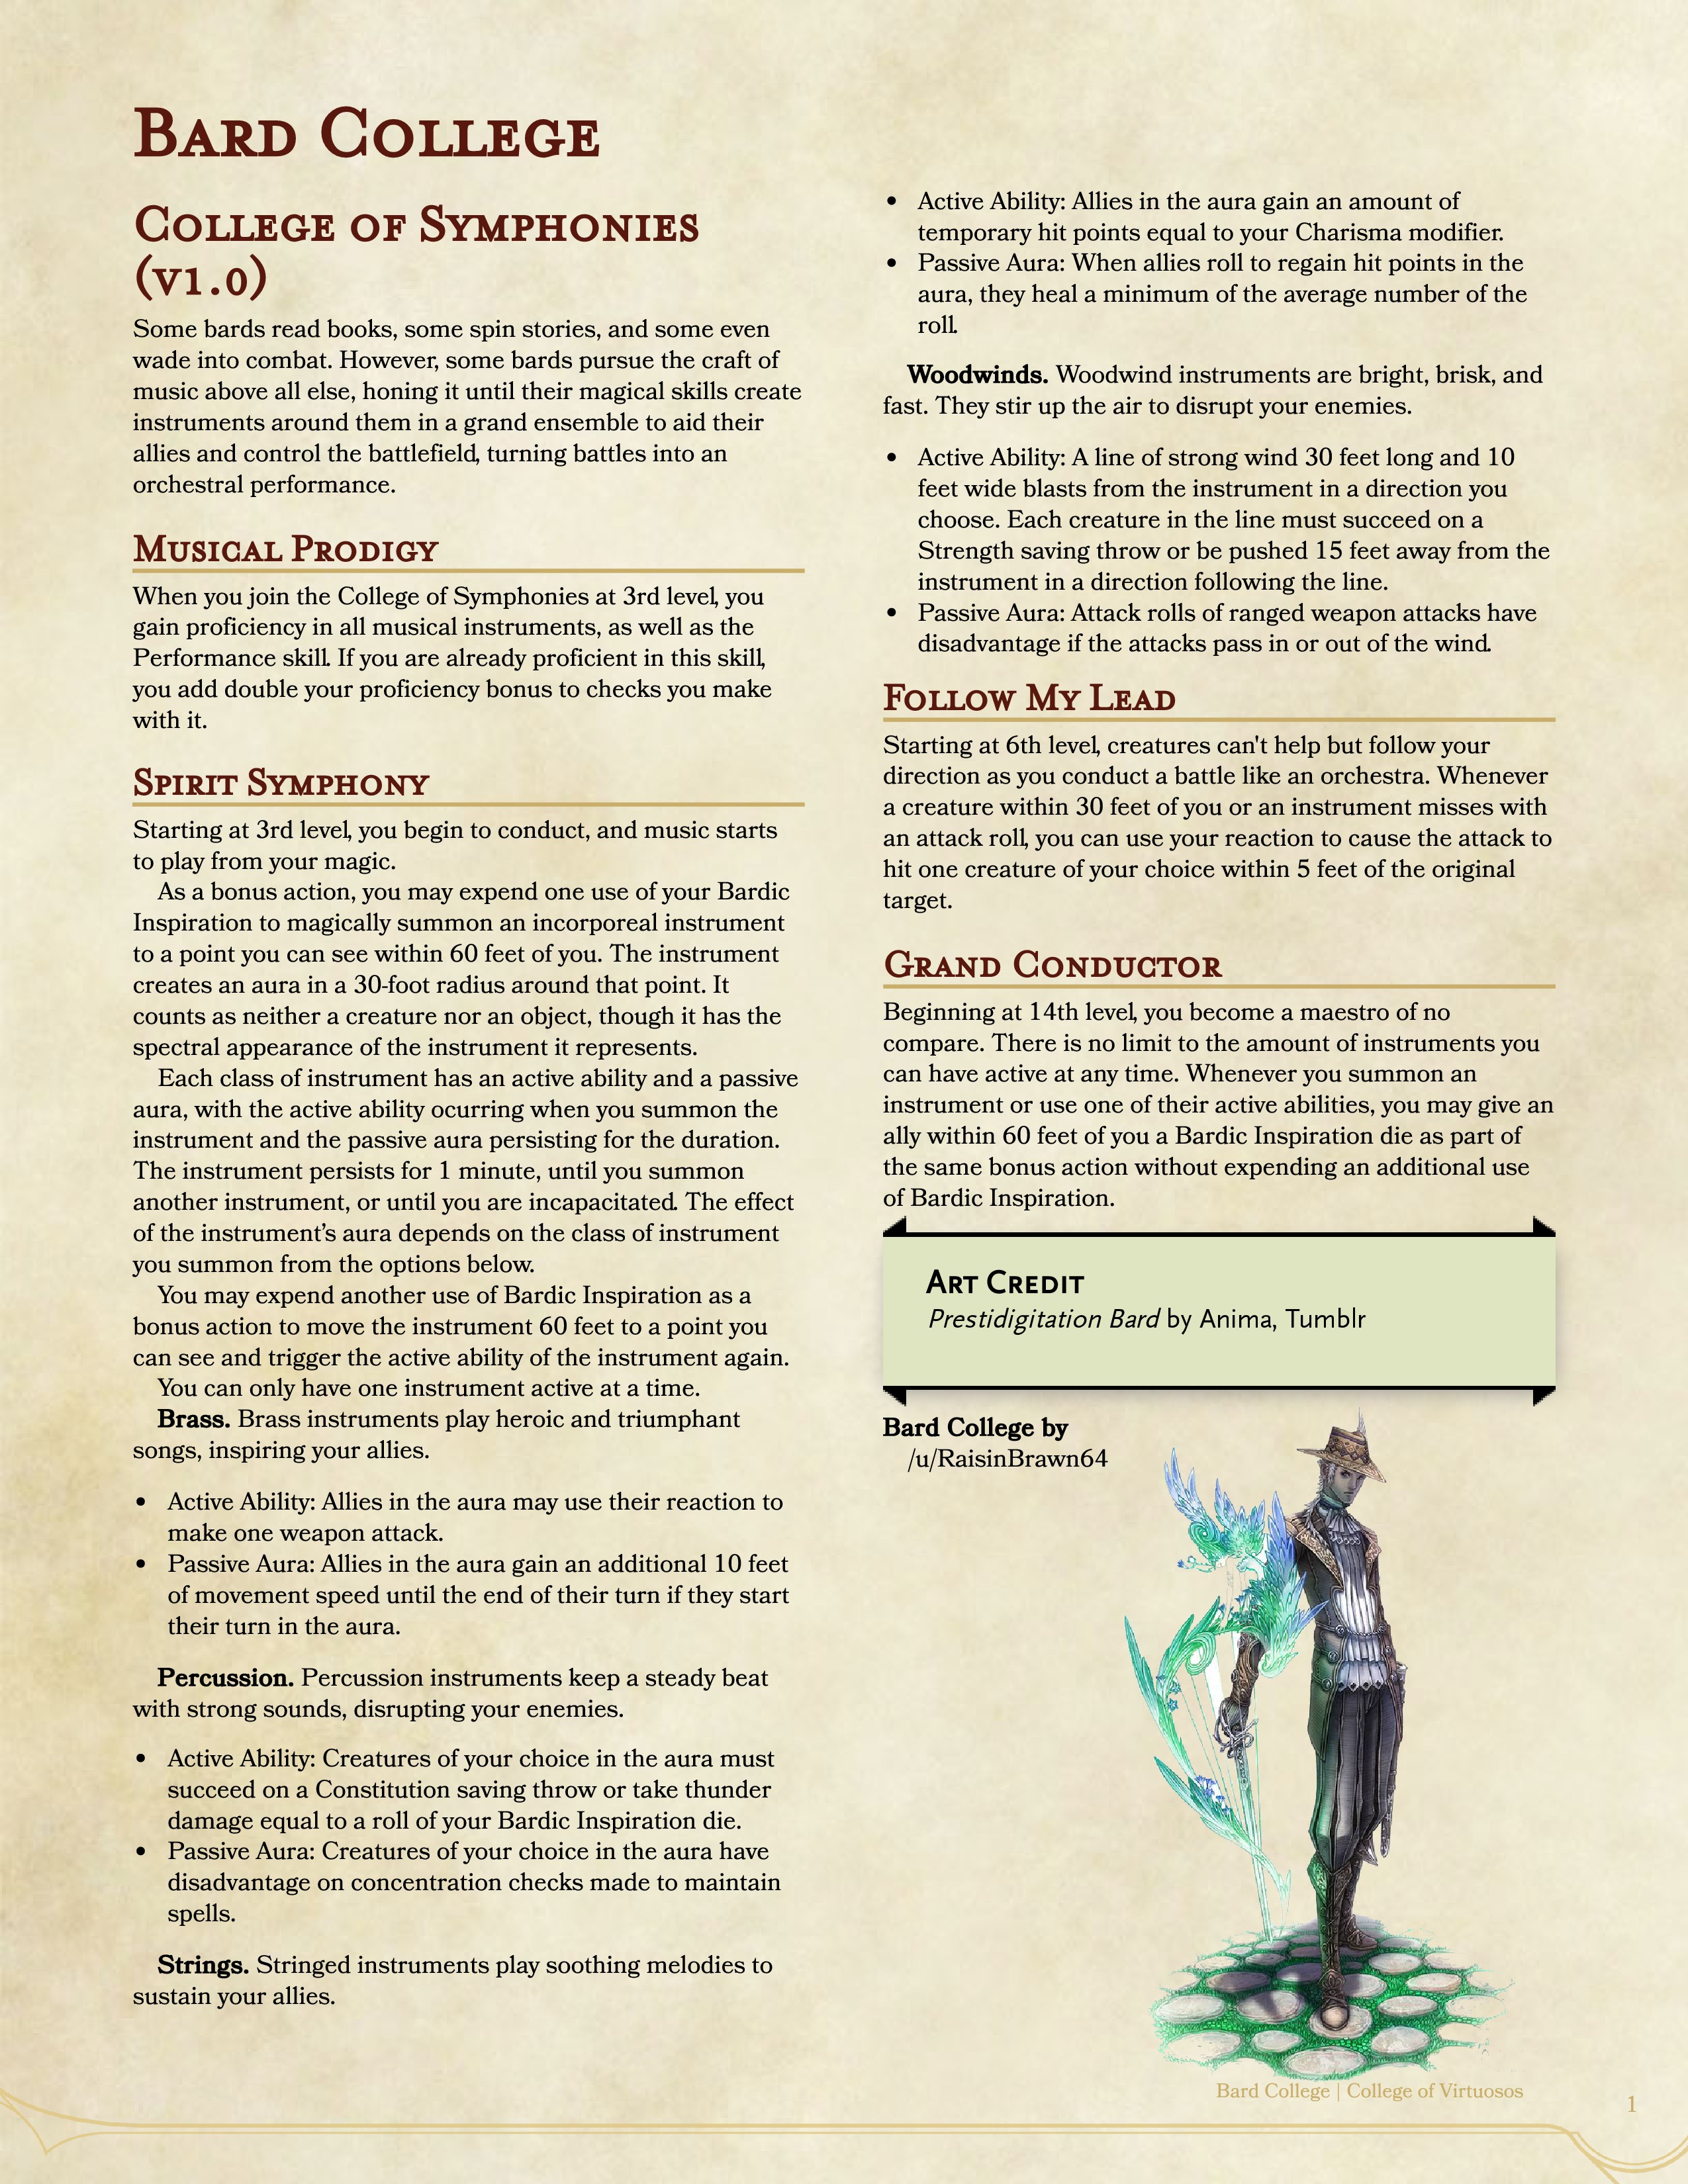 Bard College
College of Symphonies
(v1.0)
Some bards read books, some spin stories, and some even
wade into combat. However, some bards pursue the craft of
music above all else, honing it until their magical skills create
instruments around them in a grand ensemble to aid their
allies and control the battlefield, turning battles into an
orchestral performance.
Musical Prodigy
When you join the College of Symphonies at 3rd level, you
gain proficiency in all musical instruments, as well as the
Performance skill. If you are already proficient in this skill,
you add double your proficiency bonus to checks you make
with it.
Spirit Symphony
Starting at 3rd level, you begin to conduct, and music starts
to play from your magic.
As a bonus action, you may expend one use of your Bardic
Inspiration to magically summon an incorporeal instrument
to a point you can see within 60 feet of you. The instrument
creates an aura in a 30-foot radius around that point. It
counts as neither a creature nor an object, though it has the
spectral appearance of the instrument it represents.
Each class of instrument has an active ability and a passive
aura, with the active ability ocurring when you summon the
instrument and the passive aura persisting for the duration.
The instrument persists for 1 minute, until you summon
another instrument, or until you are incapacitated. The effect
of the instrument’s aura depends on the class of instrument
you summon from the options below.
You may expend another use of Bardic Inspiration as a
bonus action to move the instrument 60 feet to a point you
can see and trigger the active ability of the instrument again.
You can only have one instrument active at a time.
Brass. Brass instruments play heroic and triumphant
songs, inspiring your allies.
• Active Ability: Allies in the aura may use their reaction to
make one weapon attack.
• Passive Aura: Allies in the aura gain an additional 10 feet
of movement speed until the end of their turn if they start
their turn in the aura.
Percussion. Percussion instruments keep a steady beat
with strong sounds, disrupting your enemies.
• Active Ability: Creatures of your choice in the aura must
succeed on a Constitution saving throw or take thunder
damage equal to a roll of your Bardic Inspiration die.
• Passive Aura: Creatures of your choice in the aura have
disadvantage on concentration checks made to maintain
spells.
Strings. Stringed instruments play soothing melodies to
sustain your allies.
• Active Ability: Allies in the aura gain an amount of
temporary hit points equal to your Charisma modifier.
• Passive Aura: When allies roll to regain hit points in the
aura, they heal a minimum of the average number of the
roll.
Woodwinds. Woodwind instruments are bright, brisk, and
fast. They stir up the air to disrupt your enemies.
• Active Ability: A line of strong wind 30 feet long and 10
feet wide blasts from the instrument in a direction you
choose. Each creature in the line must succeed on a
Strength saving throw or be pushed 15 feet away from the
instrument in a direction following the line.
• Passive Aura: Attack rolls of ranged weapon attacks have
disadvantage if the attacks pass in or out of the wind.
Follow My Lead
Starting at 6th level, creatures can't help but follow your
direction as you conduct a battle like an orchestra. Whenever
a creature within 30 feet of you or an instrument misses with
an attack roll, you can use your reaction to cause the attack to
hit one creature of your choice within 5 feet of the original
target.
Grand Conductor
Beginning at 14th level, you become a maestro of no
compare. There is no limit to the amount of instruments you
can have active at any time. Whenever you summon an
instrument or use one of their active abilities, you may give an
ally within 60 feet of you a Bardic Inspiration die as part of
the same bonus action without expending an additional use
of Bardic Inspiration.
Art Credit
Prestidigitation Bard by Anima, Tumblr
Bard College by
/u/RaisinBrawn64
Bard College | College of Virtuosos
1